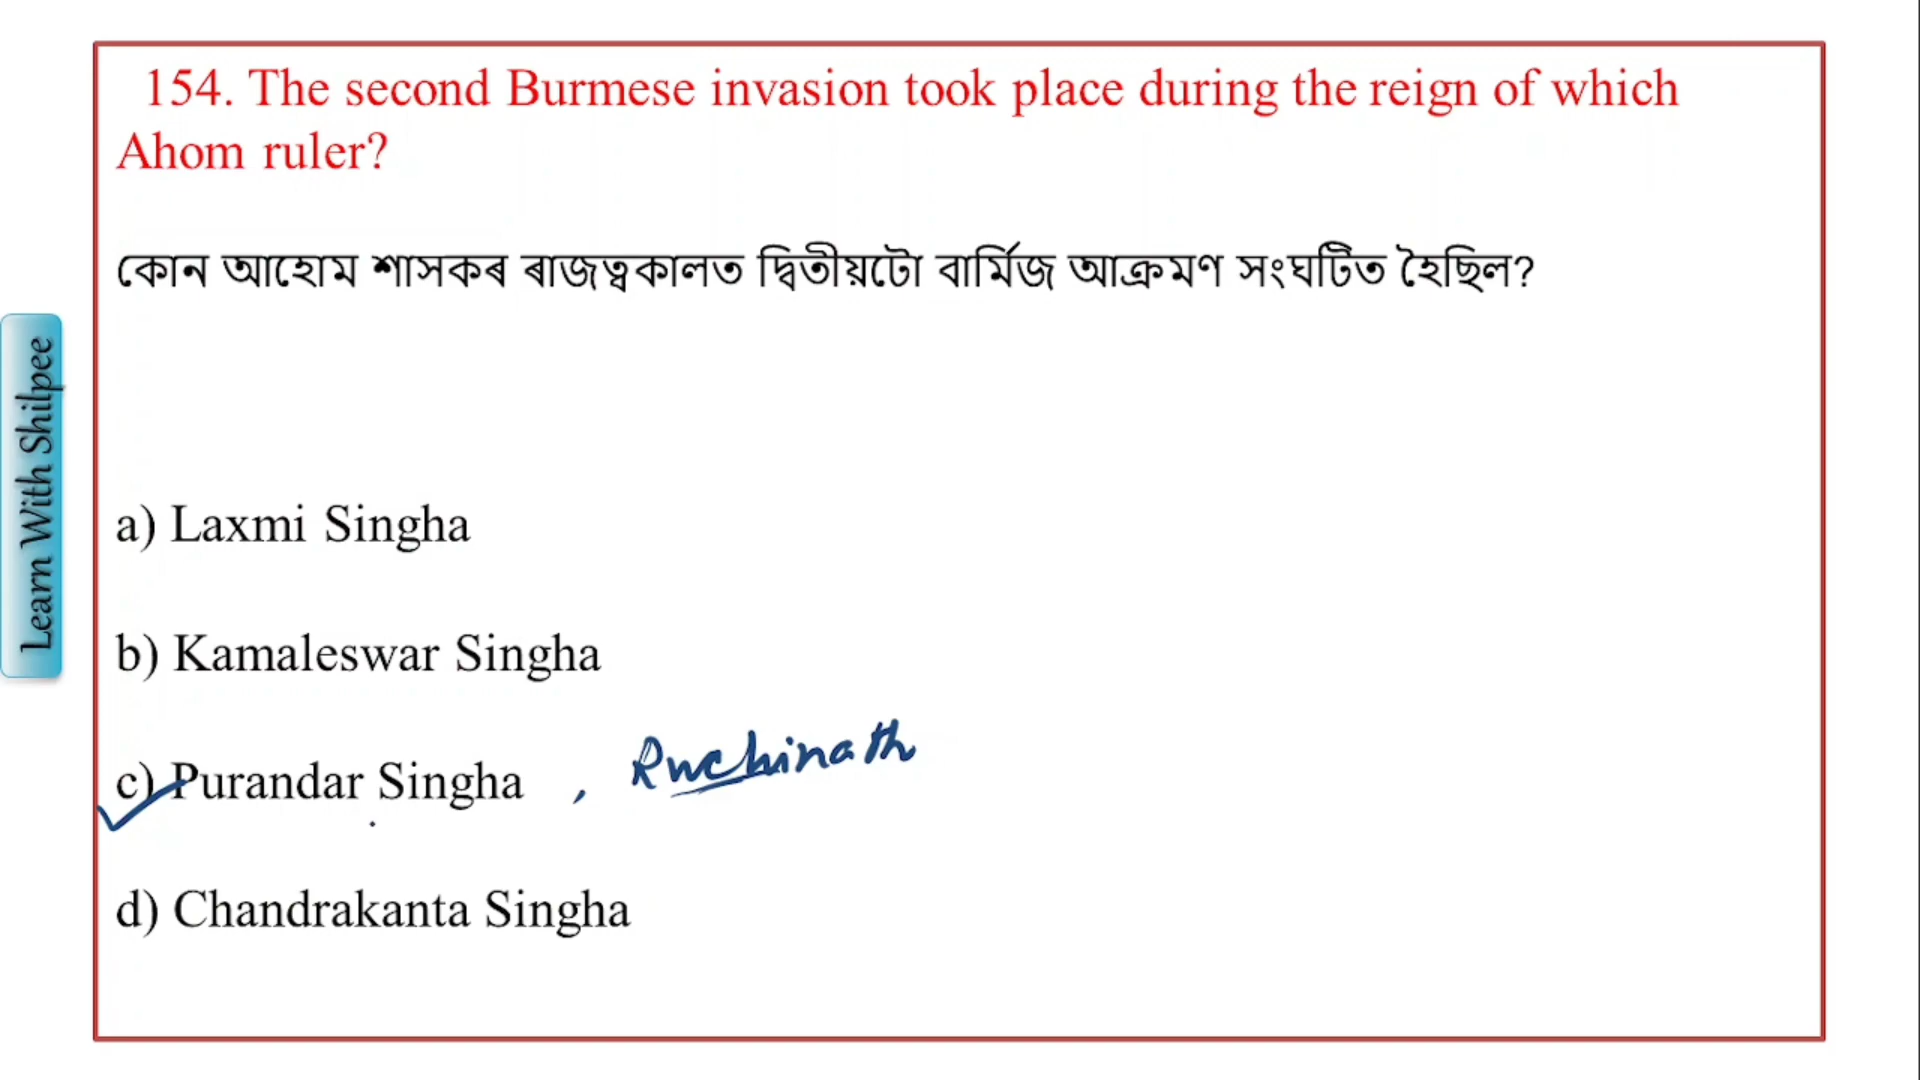 154. The second Burmese invasion took place during the reign of which
Ahom ruler?
কোন আহোম শাসকৰ ৰাজত্বকালত দ্বিতীয়টো বাৰ্মিজ আক্ৰমণ সংঘটিত হৈছিল?
Learn With Shilpee
a) Laxmi Singha
b) Kamaleswar Singha
c) Purandar Singha , Ruchinath
d) Chandrakanta Singha